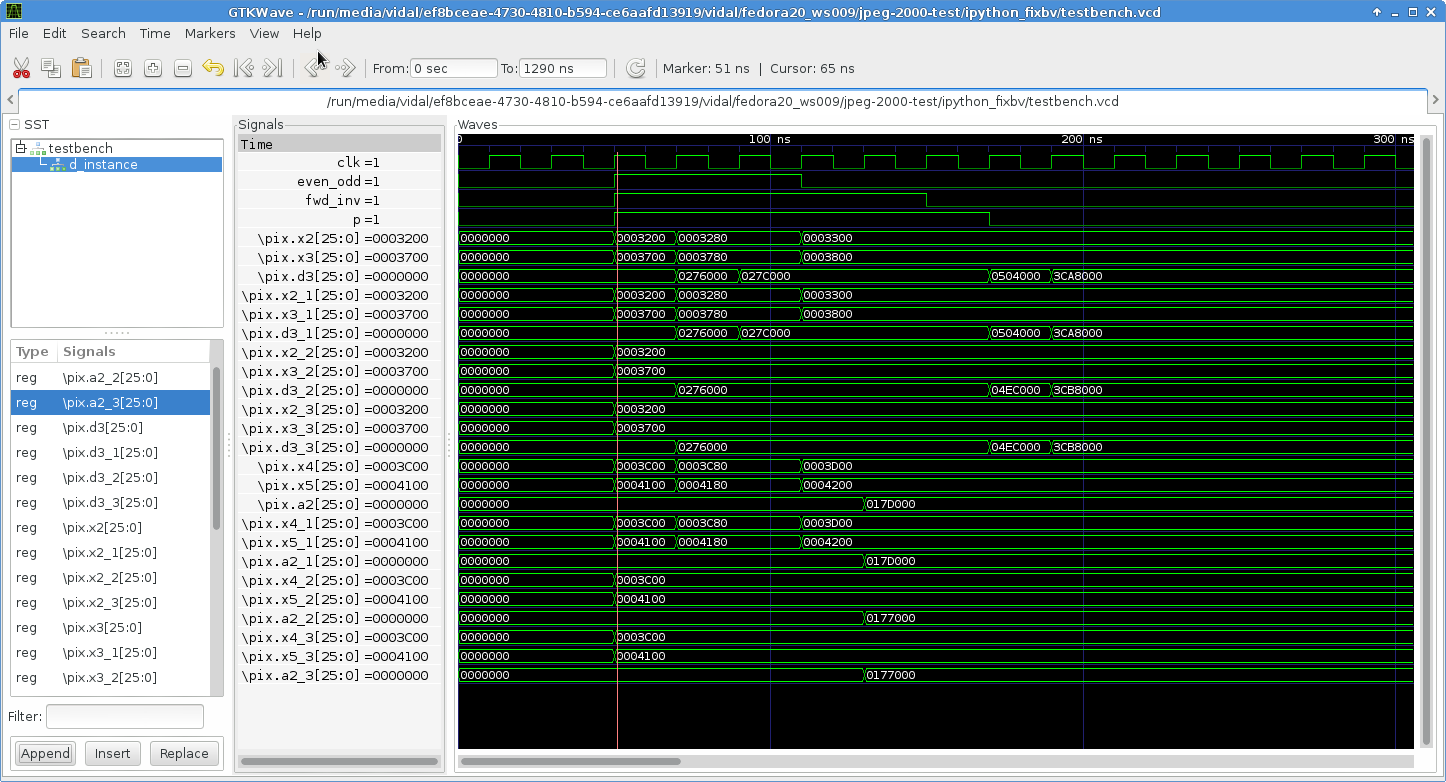 GTKWave - /run/media/vidal/ef8bceae-4730-4810-b594-ce6aafd13919/vidal/fedora20_ws009/jpeg-2000-test/ipython_fixbv/testbench.vcd
File Edit Search Time Markers View Help
From: 0 sec To: 1290 ns Marker: 51 ns | Cursor: 65 ns
/run/media/vidal/ef8bceae-4730-4810-b594-ce6aafd13919/vidal/fedora20_ws009/jpeg-2000-test/ipython_fixbv/testbench.vcd
SST
testbench
d_instance
Type Signals
reg \pix.a2_2[25:0]
reg \pix.a2_3[25:0]
reg \pix.d3[25:0]
reg \pix.d3_1[25:0]
reg \pix.d3_2[25:0]
reg \pix.d3_3[25:0]
reg \pix.x2[25:0]
reg \pix.x2_1[25:0]
reg \pix.x2_2[25:0]
reg \pix.x2_3[25:0]
reg \pix.x3[25:0]
reg \pix.x3_1[25:0]
reg \pix.x3_2[25:0]
Filter:
Append Insert Replace
Signals
Time
clk =1
even_odd =1
fwd_inv =1
p =1
\pix.x2[25:0] =0003200
\pix.x3[25:0] =0003700
\pix.d3[25:0] =0000000
\pix.x2_1[25:0] =0003200
\pix.x3_1[25:0] =0003700
\pix.d3_1[25:0] =0000000
\pix.x2_2[25:0] =0003200
\pix.x3_2[25:0] =0003700
\pix.d3_2[25:0] =0000000
\pix.x2_3[25:0] =0003200
\pix.x3_3[25:0] =0003700
\pix.d3_3[25:0] =0000000
\pix.x4[25:0] =0003C00
\pix.x5[25:0] =0004100
\pix.a2[25:0] =0000000
\pix.x4_1[25:0] =0003C00
\pix.x5_1[25:0] =0004100
\pix.a2_1[25:0] =0000000
\pix.x4_2[25:0] =0003C00
\pix.x5_2[25:0] =0004100
\pix.a2_2[25:0] =0000000
\pix.x4_3[25:0] =0003C00
\pix.x5_3[25:0] =0004100
\pix.a2_3[25:0] =0000000
Waves
0 100 ns 200 ns 300 ns
0000000 0003200 0003280 0003300
0000000 0003700 0003780 0003800
0000000 0276000 027C000 0504000 3CA8000
0000000 0003200 0003280 0003300
0000000 0003700 0003780 0003800
0000000 0276000 027C000 0504000 3CA8000
0000000 0003200
0000000 0003700
0000000 0276000 04EC000 3CB8000
0000000 0003200
0000000 0003700
0000000 0276000 04EC000 3CB8000
0000000 0003C00 0003C80 0003D00
0000000 0004100 0004180 0004200
0000000 017D000
0000000 0003C00 0003C80 0003D00
0000000 0004100 0004180 0004200
0000000 017D000
0000000 0003C00
0000000 0004100
0000000 0177000
0000000 0003C00
0000000 0004100
0000000 0177000